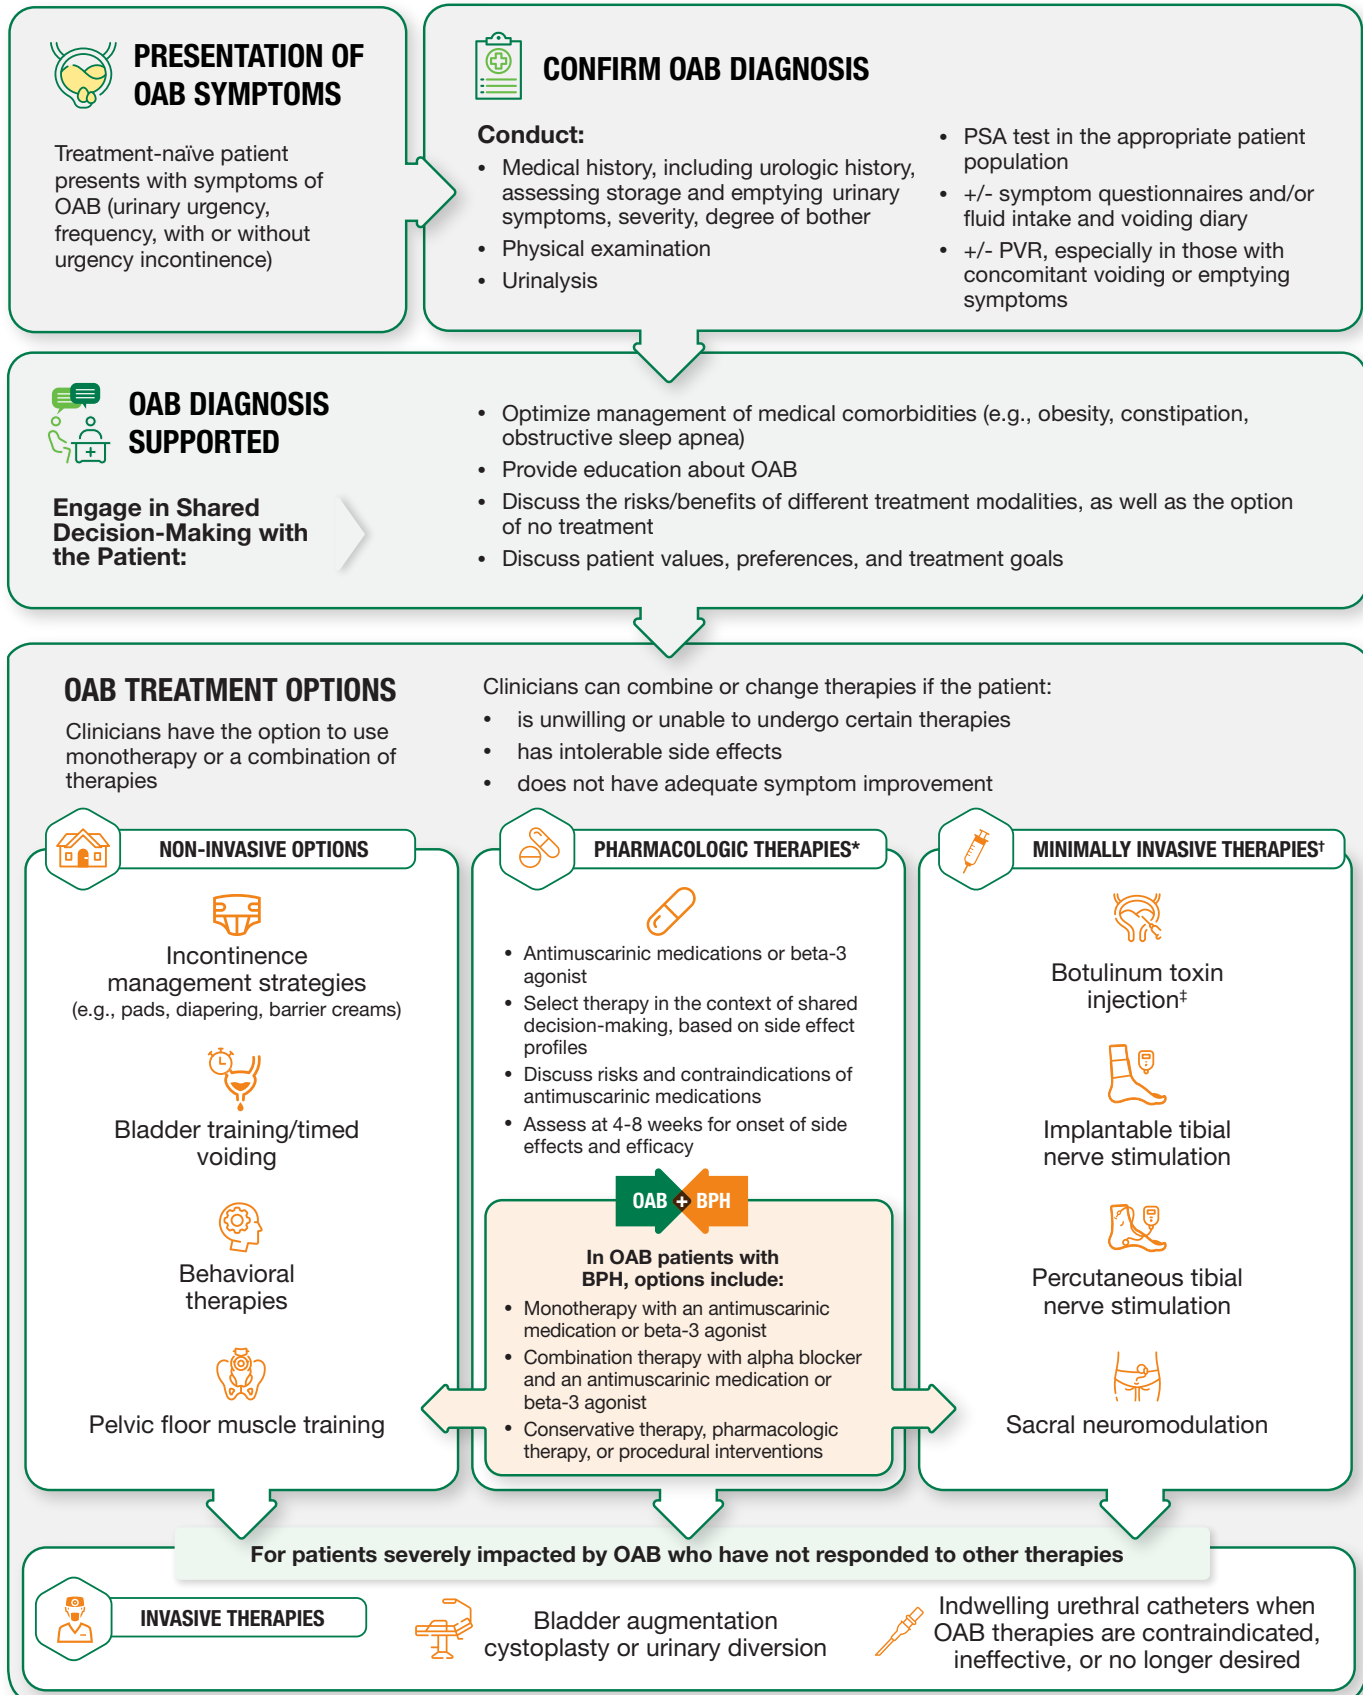 PRESENTATION OF
OAB SYMPTOMS
Treatment-naïve patient
presents with symptoms of
OAB (urinary urgency,
frequency, with or without
urgency incontinence)
CONFIRM OAB DIAGNOSIS
Conduct:
• Medical history, including urologic history,
assessing storage and emptying urinary
symptoms, severity, degree of bother
• Physical examination
• Urinalysis
• PSA test in the appropriate patient
population
• +/- symptom questionnaires and/or
fluid intake and voiding diary
• +/- PVR, especially in those with
concomitant voiding or emptying
symptoms
OAB DIAGNOSIS
SUPPORTED
Engage in Shared
Decision-Making with
the Patient:
• Optimize management of medical comorbidities (e.g., obesity, constipation,
obstructive sleep apnea)
• Provide education about OAB
• Discuss the risks/benefits of different treatment modalities, as well as the option
of no treatment
• Discuss patient values, preferences, and treatment goals
OAB TREATMENT OPTIONS
Clinicians have the option to use
monotherapy or a combination of
therapies
Clinicians can combine or change therapies if the patient:
• is unwilling or unable to undergo certain therapies
• has intolerable side effects
• does not have adequate symptom improvement
NON-INVASIVE OPTIONS
Incontinence
management strategies
(e.g., pads, diapering, barrier creams)
Bladder training/timed
voiding
Behavioral
therapies
Pelvic floor muscle training
PHARMACOLOGIC THERAPIES*
• Antimuscarinic medications or beta-3
agonist
• Select therapy in the context of shared
decision-making, based on side effect
profiles
• Discuss risks and contraindications of
antimuscarinic medications
• Assess at 4-8 weeks for onset of side
effects and efficacy
OAB + BPH
In OAB patients with
BPH, options include:
• Monotherapy with an antimuscarinic
medication or beta-3 agonist
• Combination therapy with alpha blocker
and an antimuscarinic medication or
beta-3 agonist
• Conservative therapy, pharmacologic
therapy, or procedural interventions
MINIMALLY INVASIVE THERAPIES†
Botulinum toxin
injection‡
Implantable tibial
nerve stimulation
Percutaneous tibial
nerve stimulation
Sacral neuromodulation
For patients severely impacted by OAB who have not responded to other therapies
INVASIVE THERAPIES
Bladder augmentation
cystoplasty or urinary diversion
Indwelling urethral catheters when
OAB therapies are contraindicated,
ineffective, or no longer desired